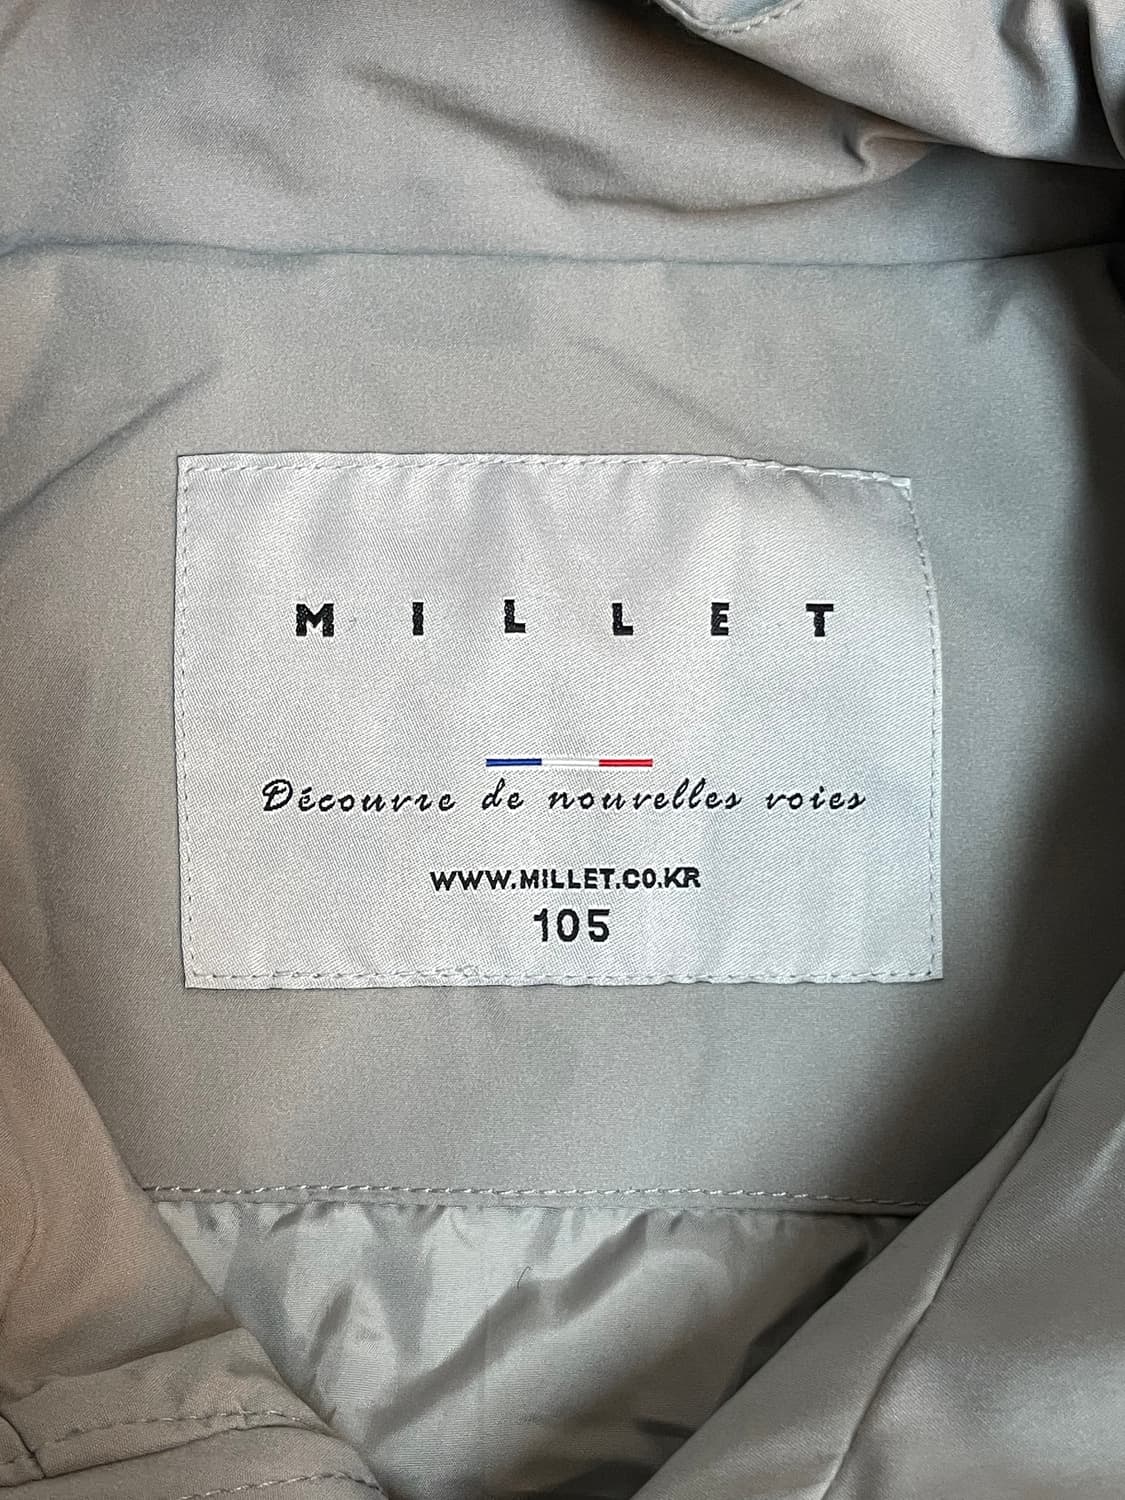 MILLET
Découvre de nouvelles voies
WWW.MILLET.CO.KR
105